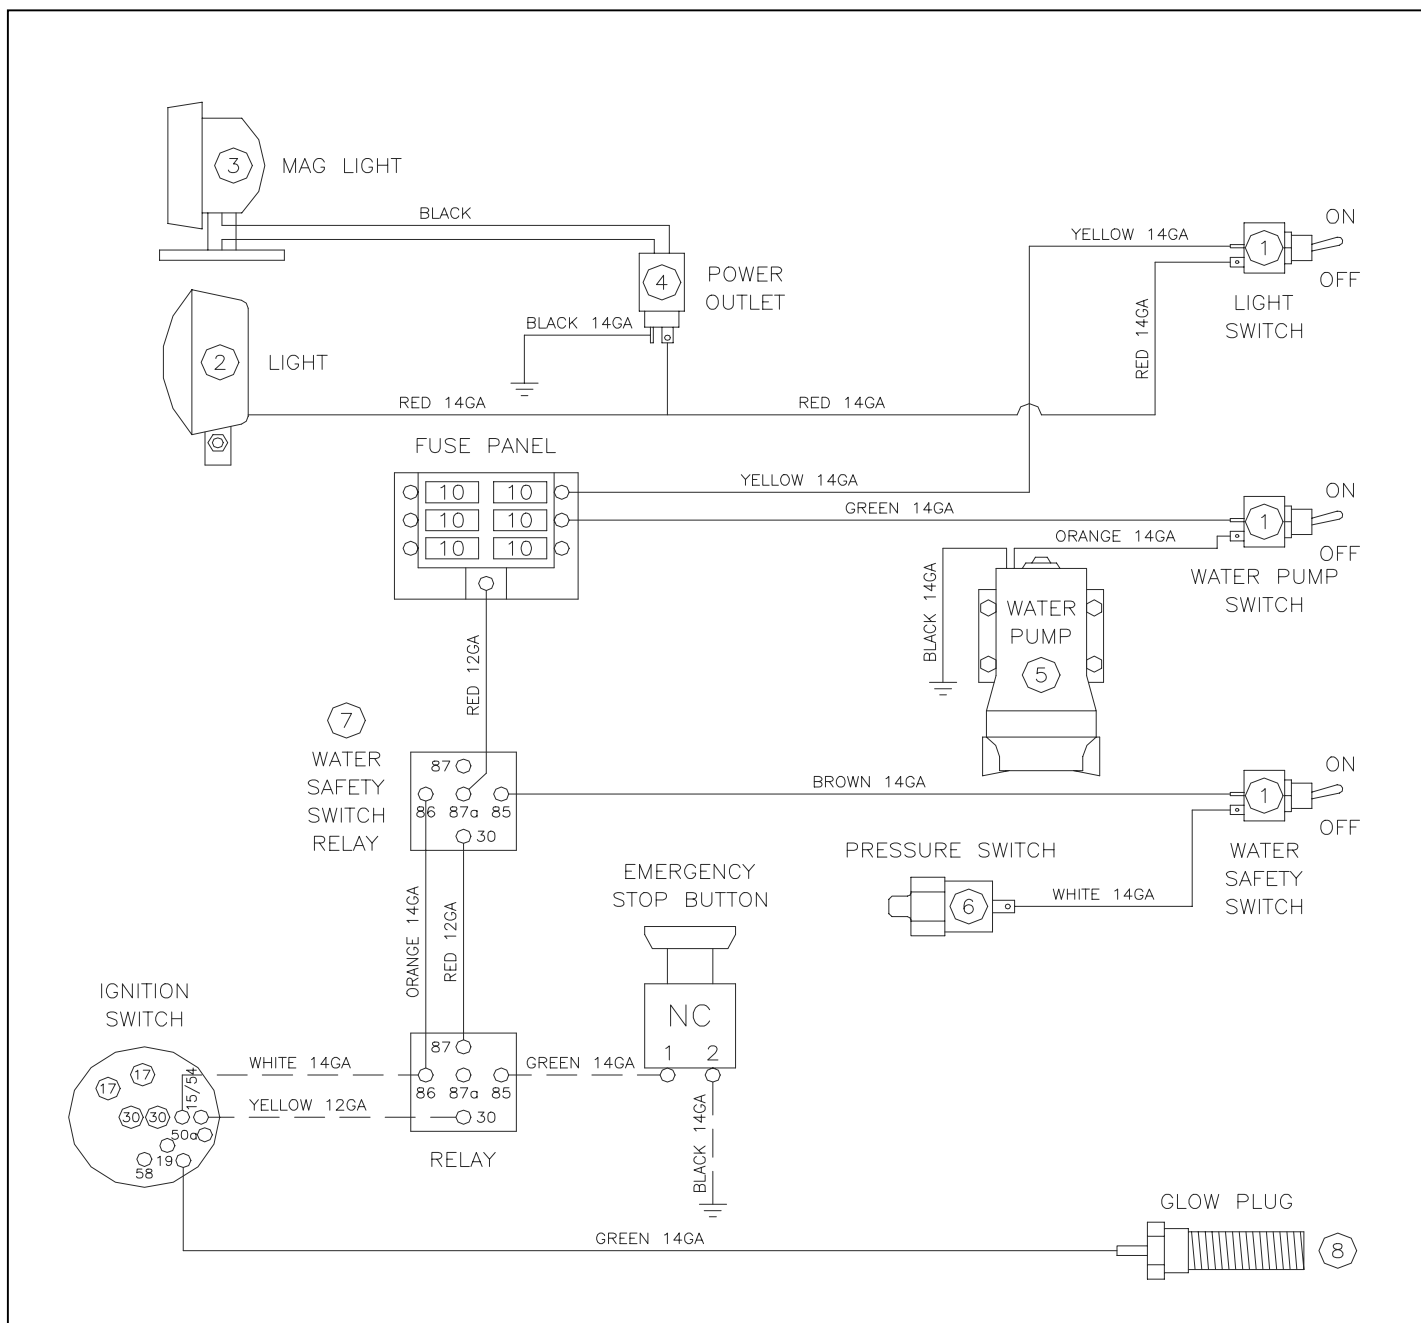 3
MAG LIGHT
BLACK
ON
YELLOW 14GA
1
OFF
LIGHT
SWITCH
4
POWER
OUTLET
BLACK 14GA
RED 14GA
2
LIGHT
RED 14GA
RED 14GA
FUSE PANEL
10 10
10 10
10 10
YELLOW 14GA
GREEN 14GA
ON
1
OFF
ORANGE 14GA
WATER PUMP
SWITCH
BLACK 14GA
WATER
PUMP
5
RED 12GA
7
WATER
SAFETY
SWITCH
RELAY
87
86 87a 85
30
BROWN 14GA
ON
1
OFF
WATER
SAFETY
SWITCH
PRESSURE SWITCH
6
WHITE 14GA
EMERGENCY
STOP BUTTON
NC
1 2
ORANGE 14GA
RED 12GA
IGNITION
SWITCH
17 17
15/54
30 30
50a
19
58
WHITE 14GA
YELLOW 12GA
87
86 87a 85
30
RELAY
GREEN 14GA
BLACK 14GA
GREEN 14GA
GLOW PLUG
8